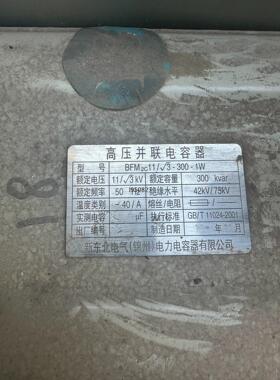 18
高压并联电容器
型号 BFMDC11/√3-300-1W
额定电压 11/√3 kV 额定容量 300 kvar
额定频率 50 绝缘水平 42kV/75kV
温度类别 -40/A 熔丝/电阻
实测电容 μF 执行标准 GB/T 11024-2001
出厂编号 制造日期
新东北电气(锦州)电力电容器有限公司